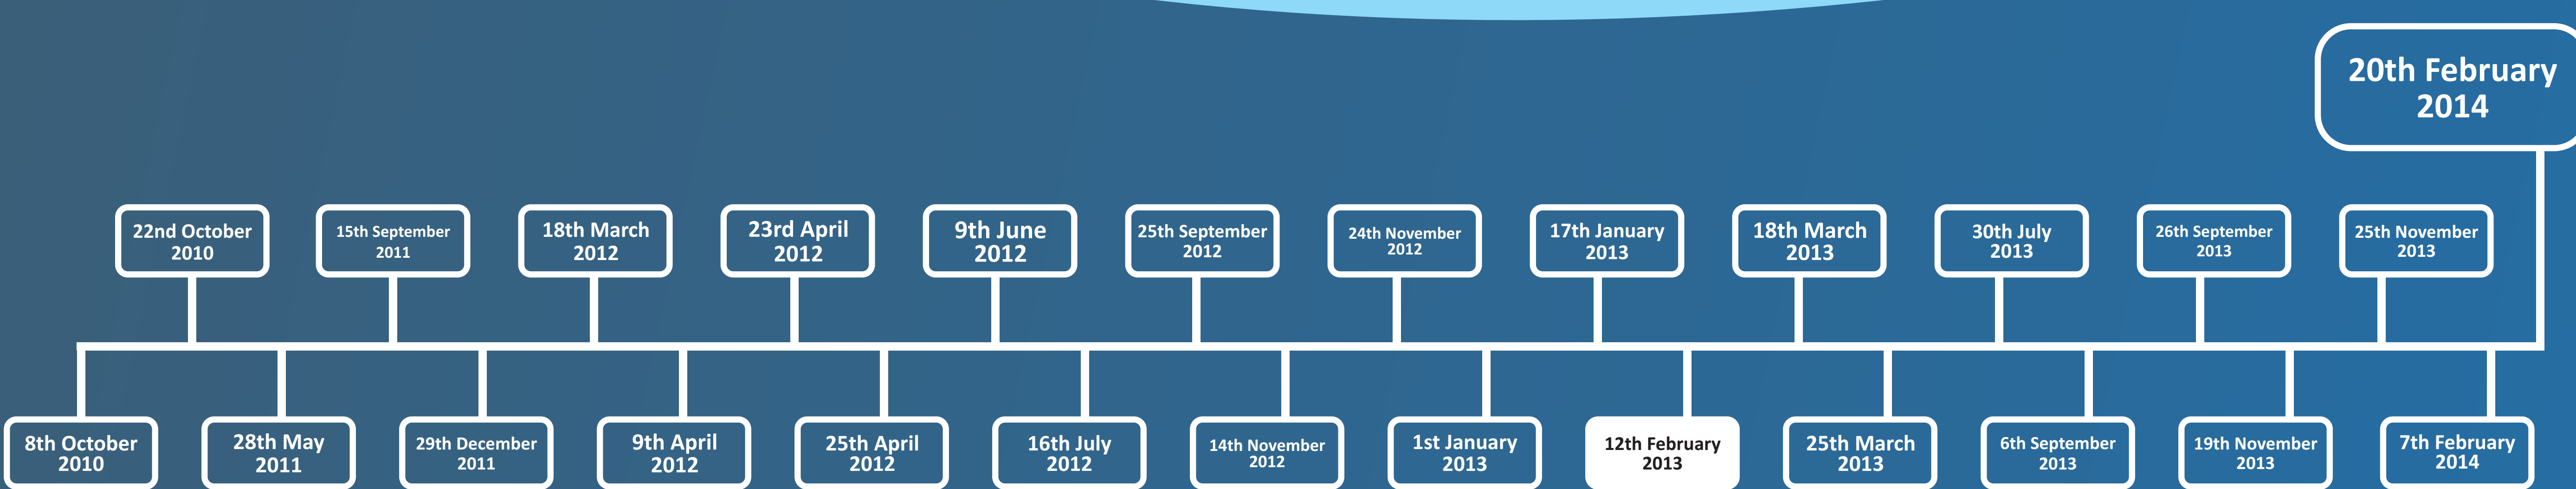 20th February
2014
22nd October
2010
15th September
2011
18th March
2012
23rd April
2012
9th June
2012
25th September
2012
24th November
2012
17th January
2013
18th March
2013
30th July
2013
26th September
2013
25th November
2013
8th October
2010
28th May
2011
29th December
2011
9th April
2012
25th April
2012
16th July
2012
14th November
2012
1st January
2013
12th February
2013
25th March
2013
6th September
2013
19th November
2013
7th February
2014